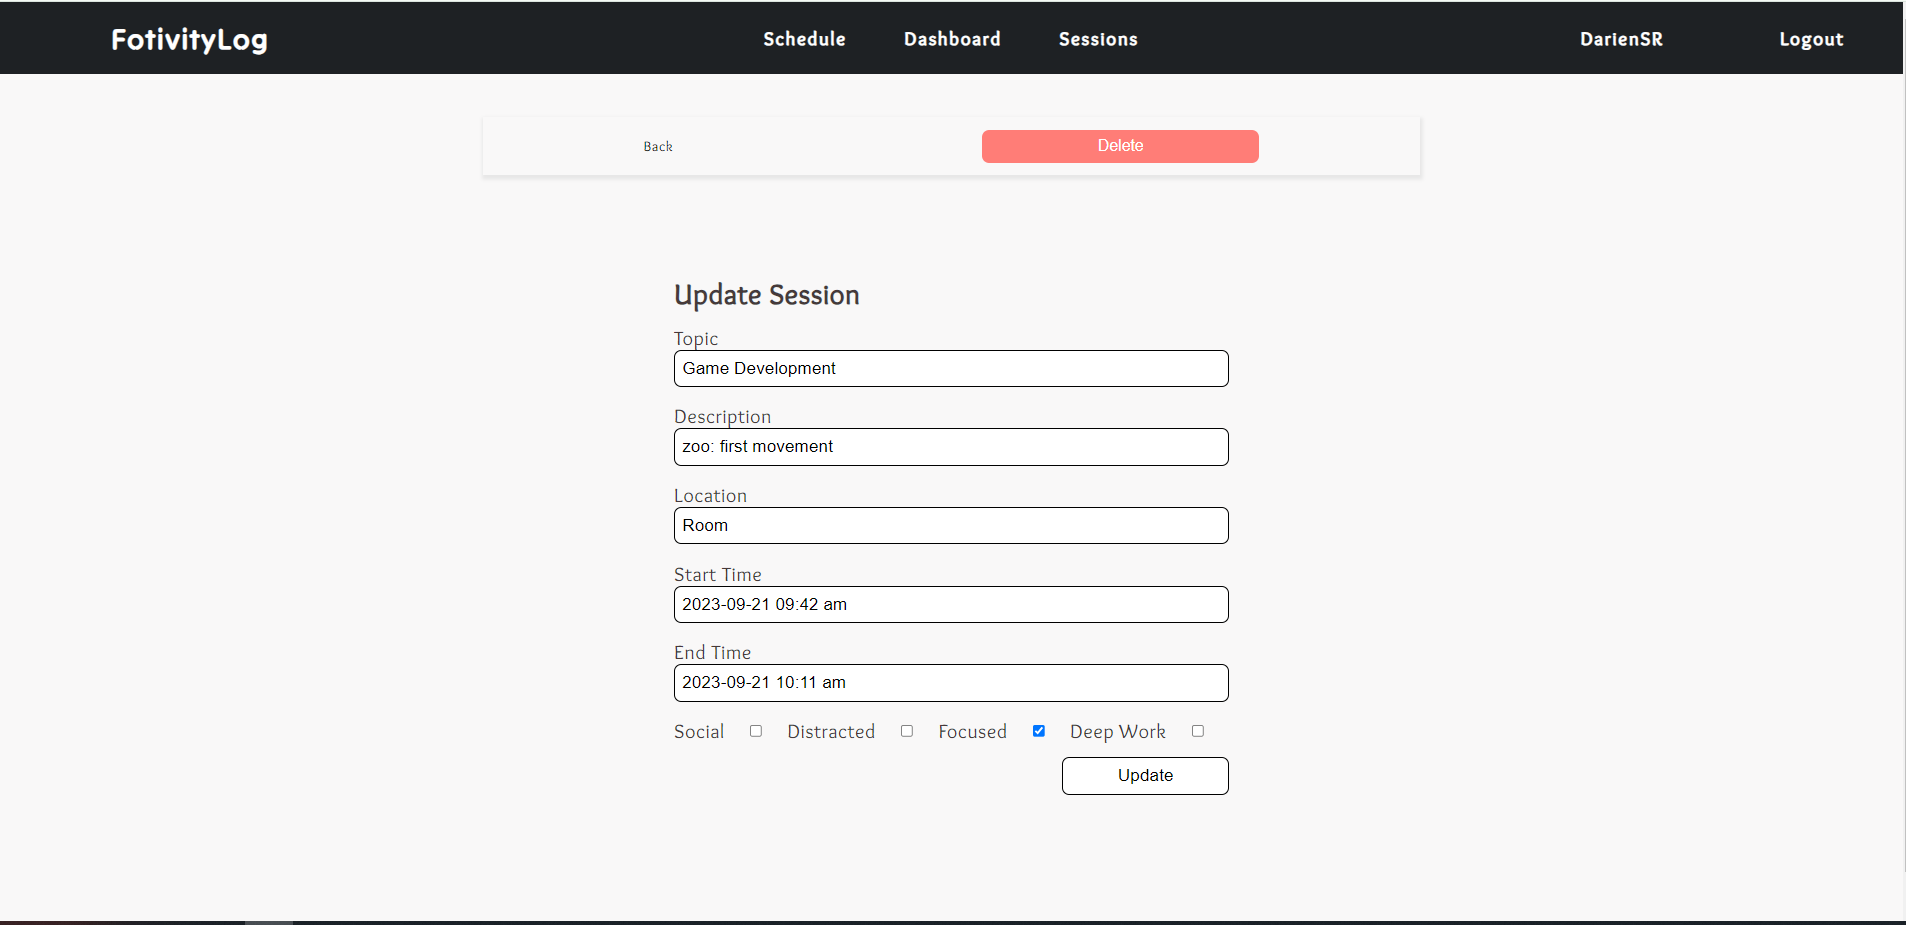 FotivityLog Schedule Dashboard Sessions DarienSR Logout
Back Delete
Update Session
Topic
Game Development
Description
zoo: first movement
Location
Room
Start Time
2023-09-21 09:42 am
End Time
2023-09-21 10:11 am
Social Distracted Focused Deep Work
Update